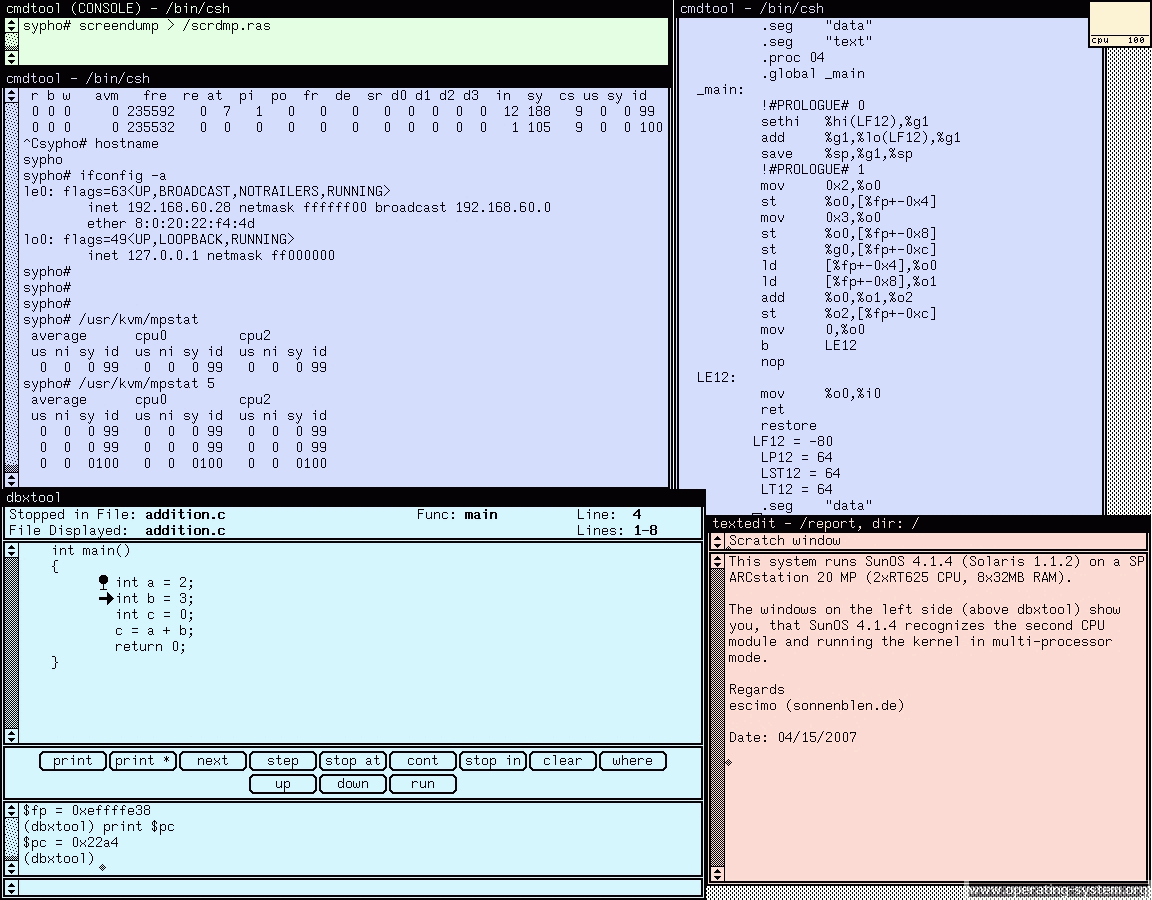 cmdtool (CONSOLE) - /bin/csh
sypho# screendump > /scrdmp.ras
cmdtool - /bin/csh
r b w   avm   fre  re at  pi  po  fr  de  sr d0 d1 d2 d3  in  sy  cs us sy id
0 0 0     0 235592   0  7   1   0   0   0   0  0  0  0  0  12 188   9  0  0 99
0 0 0     0 235532   0  0   0   0   0   0   0  0  0  0  0   1 105   9  0  0 100
^Csypho# hostname
sypho
sypho# ifconfig -a
le0: flags=63<UP,BROADCAST,NOTRAILERS,RUNNING>
inet 192.168.60.28 netmask ffffff00 broadcast 192.168.60.0
ether 8:0:20:22:f4:4d
lo0: flags=49<UP,LOOPBACK,RUNNING>
inet 127.0.0.1 netmask ff000000
sypho#
sypho#
sypho#
sypho# /usr/kvm/mpstat
average      cpu0         cpu2
us ni sy id  us ni sy id  us ni sy id
0  0  0 99   0  0  0 99   0  0  0 99
sypho# /usr/kvm/mpstat 5
average      cpu0         cpu2
us ni sy id  us ni sy id  us ni sy id
0  0  0 99   0  0  0 99   0  0  0 99
0  0  0 99   0  0  0 99   0  0  0 99
0  0  0100   0  0  0100   0  0  0100
cmdtool - /bin/csh
.seg    "data"
.seg    "text"
.proc 04
.global _main
_main:
!#PROLOGUE# 0
sethi   %hi(LF12),%g1
add     %g1,%lo(LF12),%g1
save    %sp,%g1,%sp
!#PROLOGUE# 1
mov     0x2,%o0
st      %o0,[%fp+-0x4]
mov     0x3,%o0
st      %o0,[%fp+-0x8]
st      %g0,[%fp+-0xc]
ld      [%fp+-0x4],%o0
ld      [%fp+-0x8],%o1
add     %o0,%o1,%o2
st      %o2,[%fp+-0xc]
mov     0,%o0
b       LE12
nop
LE12:
mov     %o0,%i0
ret
restore
LF12 = -80
LP12 = 64
LST12 = 64
LT12 = 64
.seg    "data"
cpu 100
dbxtool
Stopped in File: addition.c    Func: main    Line: 4
File Displayed: addition.c    Lines: 1-8
int main()
{
int a = 2;
int b = 3;
int c = 0;
c = a + b;
return 0;
}
print print * next step stop at cont stop in clear where
up down run
$fp = 0xeffffe38
(dbxtool) print $pc
$pc = 0x22a4
(dbxtool)
textedit - /report, dir: /
Scratch window
This system runs SunOS 4.1.4 (Solaris 1.1.2) on a SP
ARCstation 20 MP (2xRT625 CPU, 8x32MB RAM).
The windows on the left side (above dbxtool) show
you, that SunOS 4.1.4 recognizes the second CPU
module and running the kernel in multi-processor
mode.
Regards
escimo (sonnenblen.de)
Date: 04/15/2007
www.operating-system.org